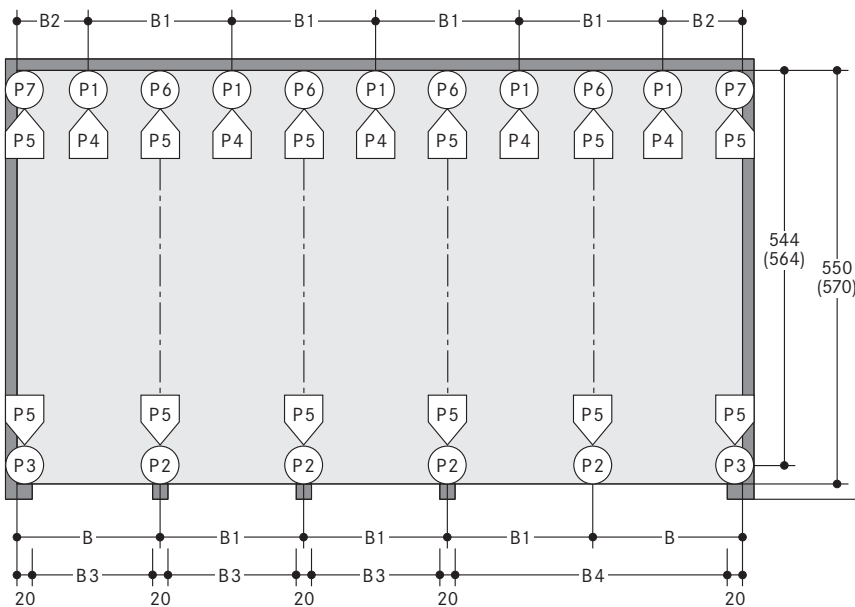 B2 B1 B1 B1 B1 B2
P7 P1 P6 P1 P6 P1 P6 P1 P6 P1 P7
P5 P4 P5 P4 P5 P4 P5 P4 P5 P4 P5
544
(564)
550
(570)
P5 P5 P5 P5 P5 P5
P3 P2 P2 P2 P2 P3
B B1 B1 B1 B
B3 B3 B3 B4
20 20 20 20 20